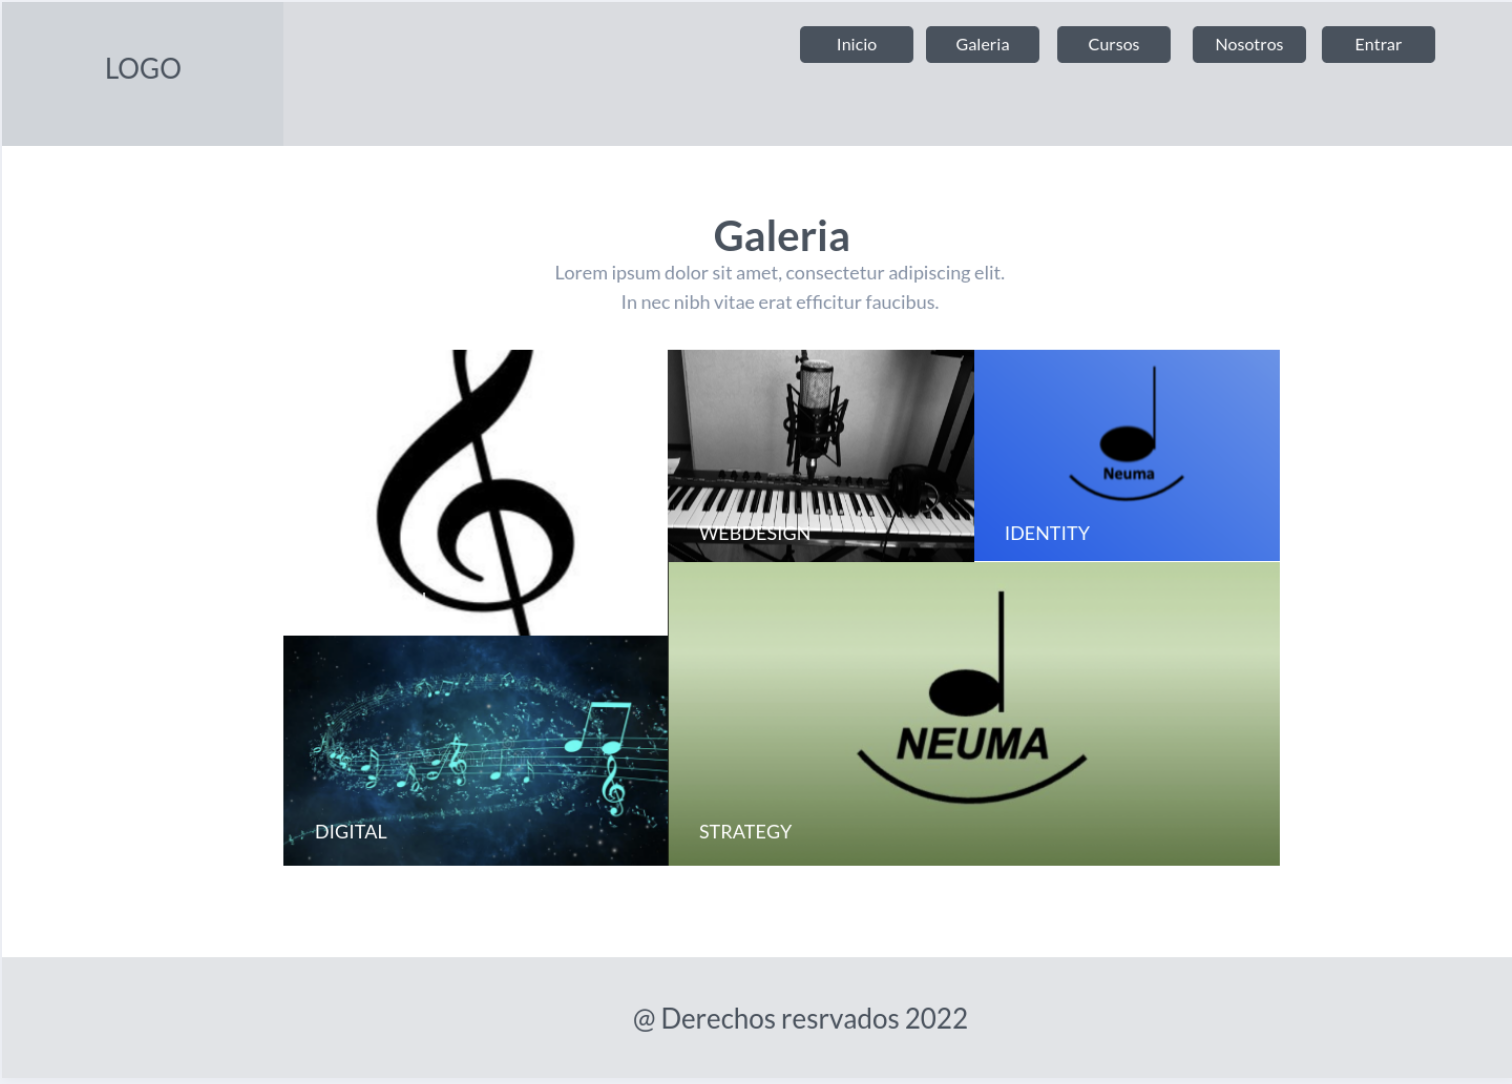 LOGO
Inicio
Galeria
Cursos
Nosotros
Entrar
Galeria
Lorem ipsum dolor sit amet, consectetur adipiscing elit.
In nec nibh vitae erat efficitur faucibus.
WEBDESIGN
Neuma
IDENTITY
NEUMA
DIGITAL
STRATEGY
@ Derechos resrvados 2022